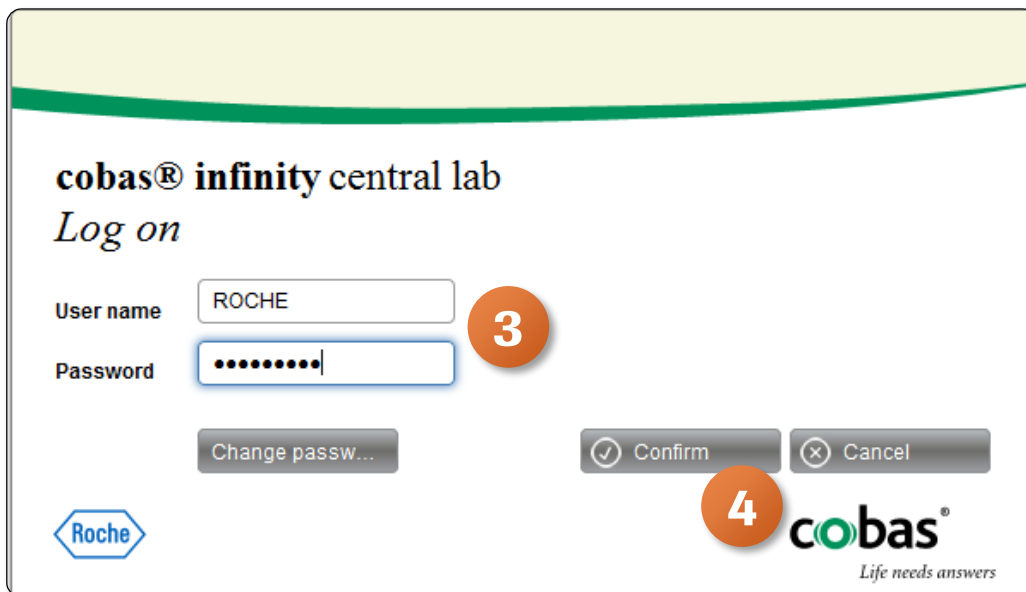 cobas® infinity central lab
Log on
User name ROCHE
3
Password •••••••••
Change passw... Confirm Cancel
4
Roche cobas®
Life needs answers